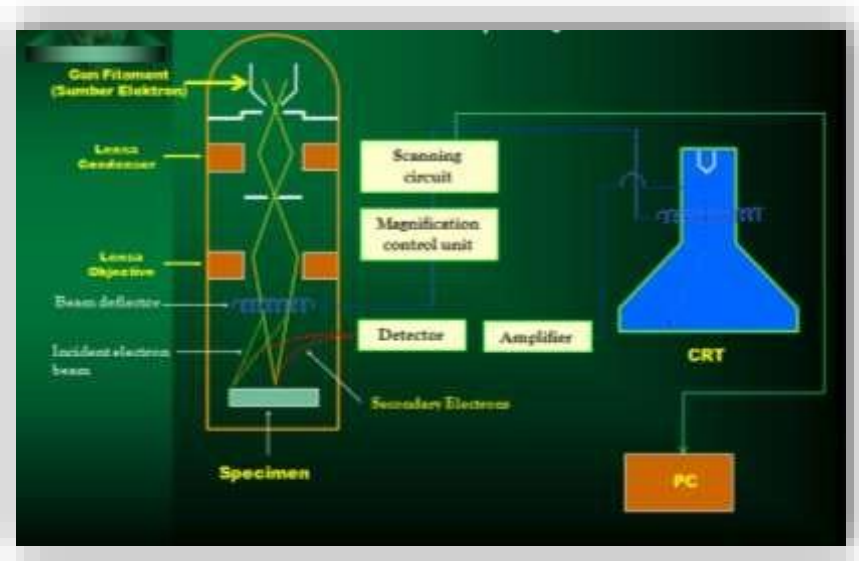 Gun Filament
(Sumber Elektron)
Lensa
Condenser
Scanning
circuit
Magnification
control unit
Lensa
Objective
Beam deflector
Detector
Amplifier
CRT
Incident electron
beam
Secondary Electrons
Specimen
PC